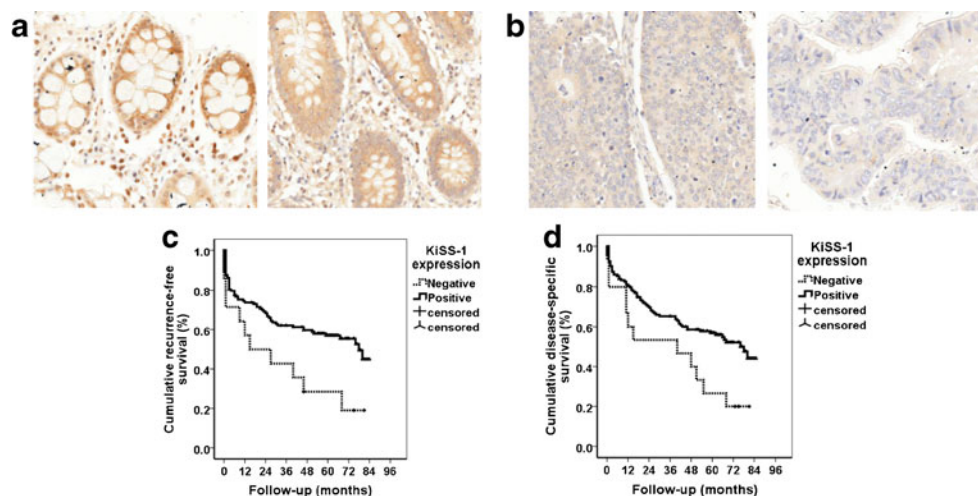 a
b
c
KiSS-1
expression
Negative
Positive
censored
censored
1.0
0.8
0.6
0.4
0.2
0.0
Cumulative recurrence-free
survival (%)
0 12 24 36 48 60 72 84 96
Follow-up (months)
d
KiSS-1
expression
Negative
Positive
censored
censored
1.0
0.8
0.6
0.4
0.2
0.0
Cumulative disease-specific
survival (%)
0 12 24 36 48 60 72 84 96
Follow-up (months)